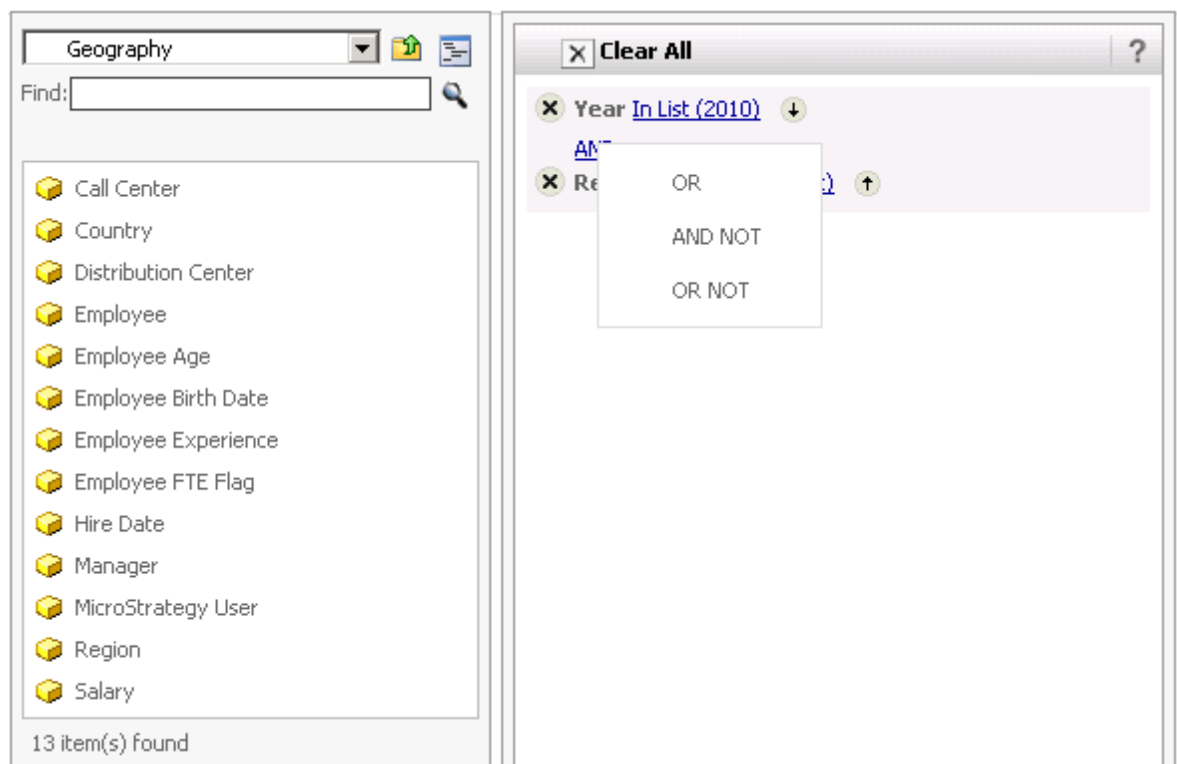 Geography
Find:
Call Center
Country
Distribution Center
Employee
Employee Age
Employee Birth Date
Employee Experience
Employee FTE Flag
Hire Date
Manager
MicroStrategy User
Region
Salary
13 item(s) found
Clear All ?
Year In List (2010)
OR
AND NOT
OR NOT